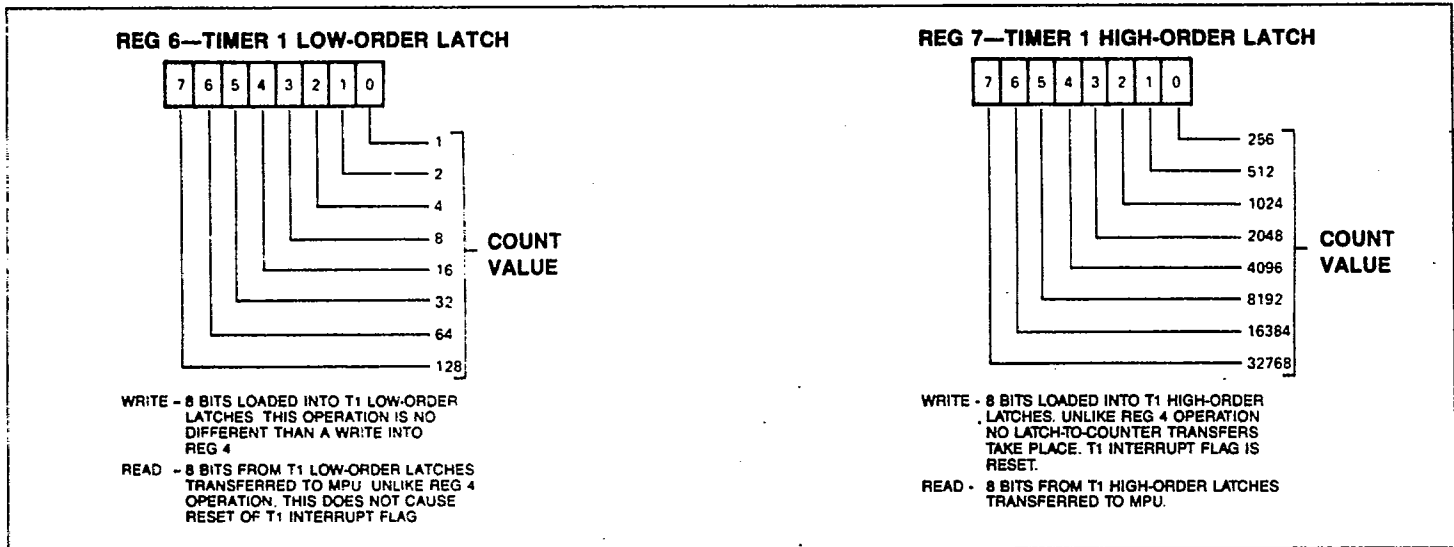 REG 6—TIMER 1 LOW-ORDER LATCH
7 6 5 4 3 2 1 0
1
2
4
8
16
32
64
128
COUNT
VALUE
WRITE - 8 BITS LOADED INTO T1 LOW-ORDER
LATCHES THIS OPERATION IS NO
DIFFERENT THAN A WRITE INTO
REG 4
READ - 8 BITS FROM T1 LOW-ORDER LATCHES
TRANSFERRED TO MPU UNLIKE REG 4
OPERATION. THIS DOES NOT CAUSE
RESET OF T1 INTERRUPT FLAG
REG 7—TIMER 1 HIGH-ORDER LATCH
7 6 5 4 3 2 1 0
256
512
1024
2048
4096
8192
16384
32768
COUNT
VALUE
WRITE - 8 BITS LOADED INTO T1 HIGH-ORDER
LATCHES. UNLIKE REG 4 OPERATION
NO LATCH-TO-COUNTER TRANSFERS
TAKE PLACE. T1 INTERRUPT FLAG IS
RESET.
READ - 8 BITS FROM T1 HIGH-ORDER LATCHES
TRANSFERRED TO MPU.